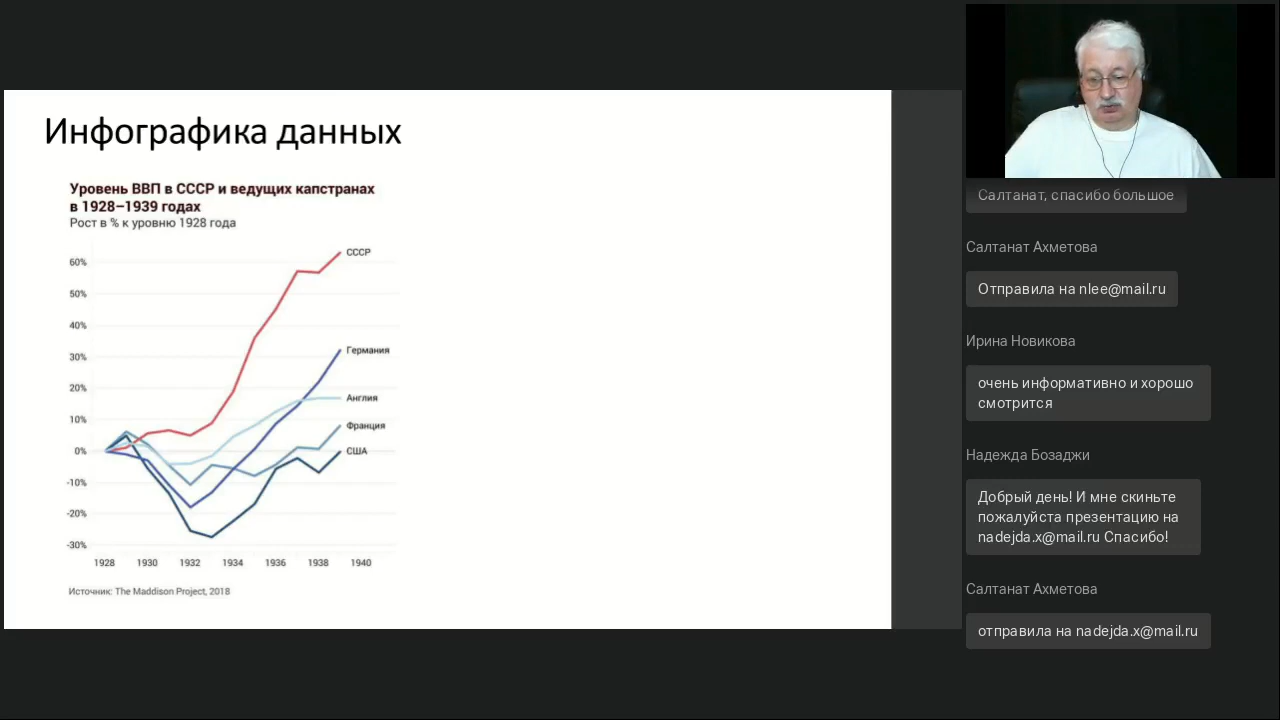 Инфографика данных
Уровень ВВП в СССР и ведущих капстранах
в 1928–1939 годах
Рост в % к уровню 1928 года
60%
50%
40%
30%
20%
10%
0%
-10%
-20%
-30%
СССР
Германия
Англия
Франция
США
1928 1930 1932 1934 1936 1938 1940
Источник: The Maddison Project, 2018
Салтанат, спасибо большое
Салтанат Ахметова
Отправила на nlee@mail.ru
Ирина Новикова
очень информативно и хорошо
смотрится
Надежда Бозаджи
Добрый день! И мне скиньте
пожалуйста презентацию на
nadejda.x@mail.ru Спасибо!
Салтанат Ахметова
отправила на nadejda.x@mail.ru